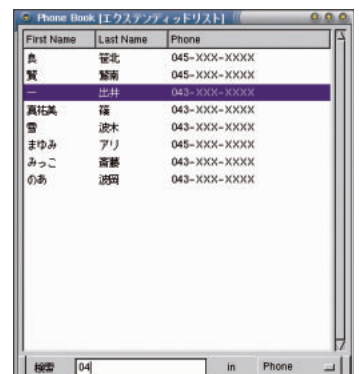 Phone Book [エクステンディッドリスト]
First Name Last Name Phone
良 笹北 045-XXX-XXXX
賢 鷲南 045-XXX-XXXX
一 出井 043-XXX-XXXX
真祐美 篠 043-XXX-XXXX
雪 波木 043-XXX-XXXX
まゆみ アリ 045-XXX-XXXX
みっこ 斎藤 043-XXX-XXXX
のあ 波岡 043-XXX-XXXX
検索 04 in Phone